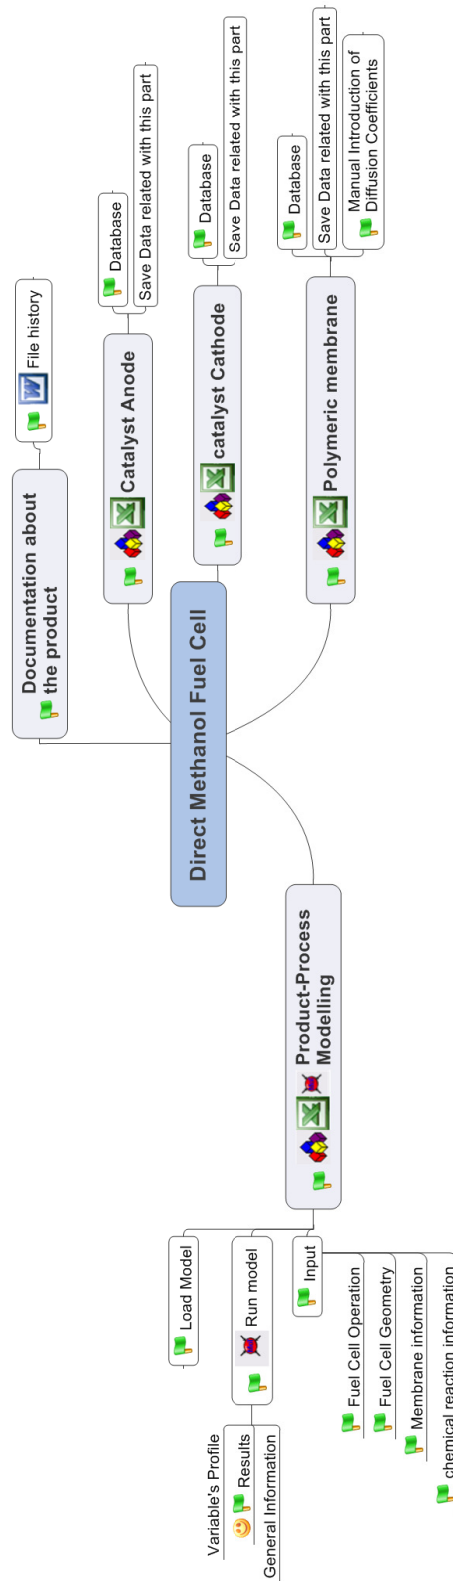 Documentation about
the product
File history
Catalyst Anode
Database
Save Data related with this part
catalyst Cathode
Database
Save Data related with this part
Polymeric membrane
Database
Save Data related with this part
Manual Introduction of
Diffusion Coefficients
Direct Methanol Fuel Cell
Product-Process
Modelling
Load Model
Run model
Variable's Profile
Results
General Information
Input
Fuel Cell Operation
Fuel Cell Geometry
Membrane information
chemical reaction information